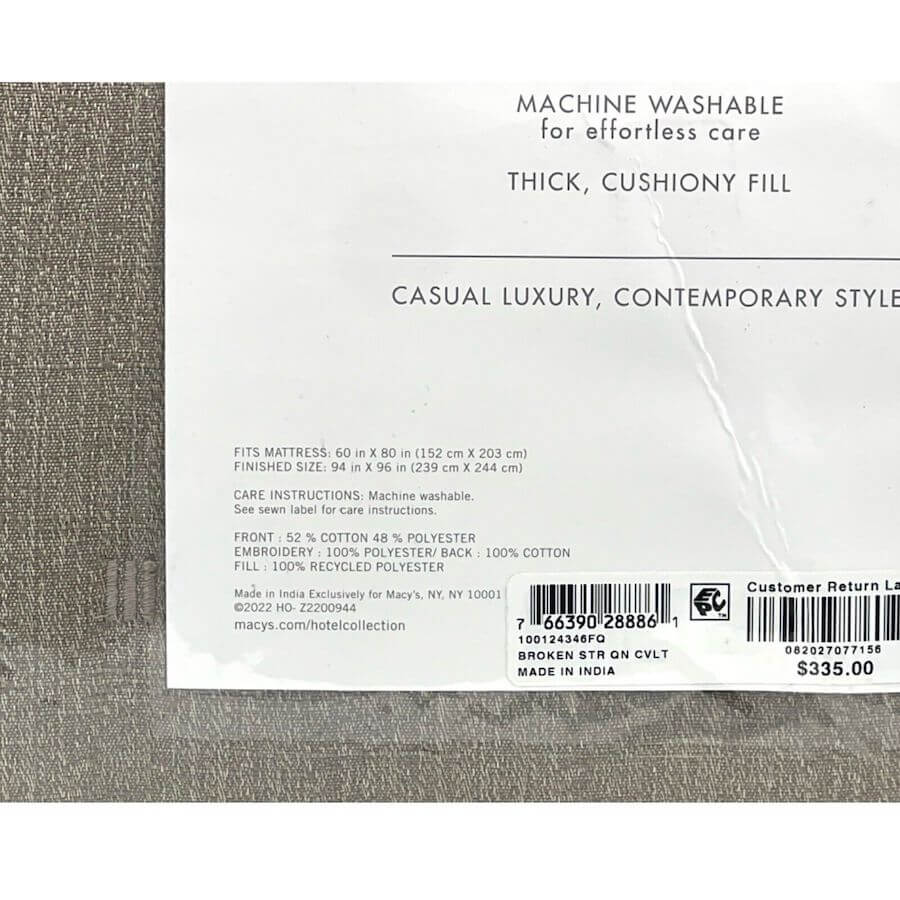 MACHINE WASHABLE
for effortless care
THICK, CUSHIONY FILL
CASUAL LUXURY, CONTEMPORARY STYLE
FITS MATTRESS: 60 in X 80 in (152 cm X 203 cm)
FINISHED SIZE: 94 in X 96 in (239 cm X 244 cm)
CARE INSTRUCTIONS: Machine washable.
See sewn label for care instructions.
FRONT : 52 % COTTON 48 % POLYESTER
EMBROIDERY : 100% POLYESTER/ BACK : 100% COTTON
FILL : 100% RECYCLED POLYESTER
Made in India Exclusively for Macy's, NY, NY 10001
©2022 HO- Z2200944
macys.com/hotelcollection
7 66390 28886 1
100124346FQ
BROKEN STR QN CVLT
MADE IN INDIA
EPC™
Customer Return La
082027077156
$335.00